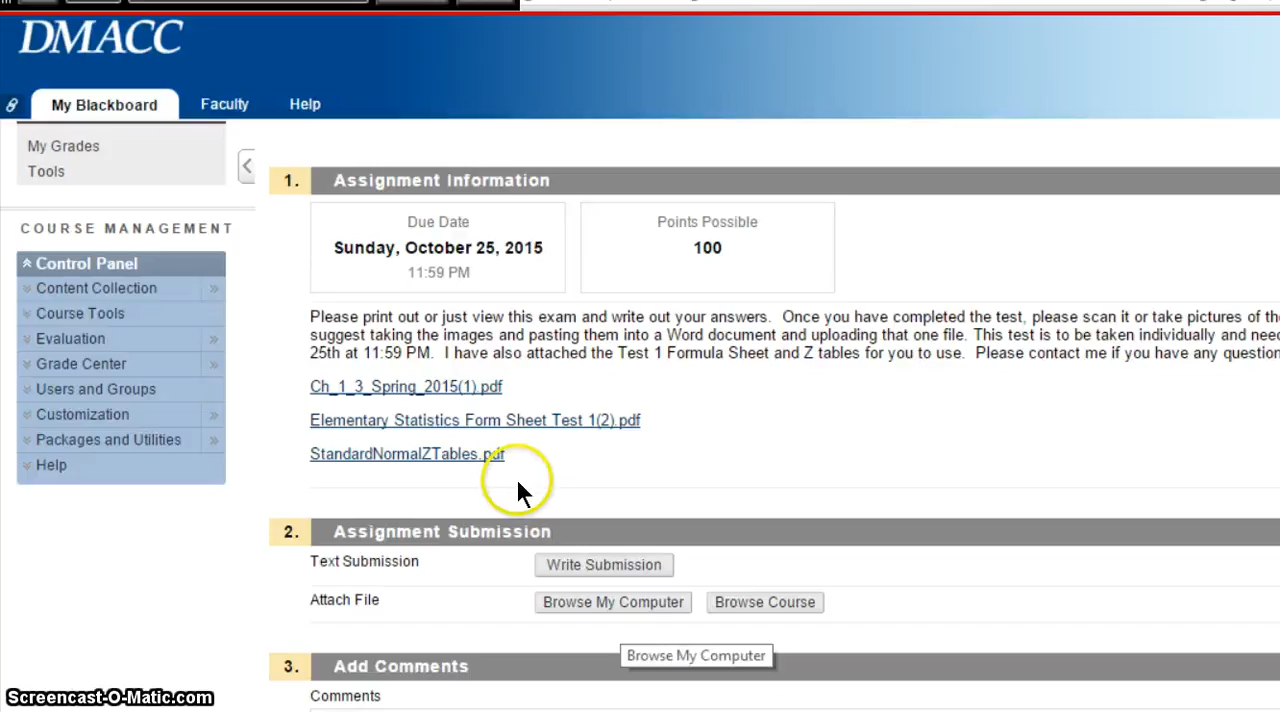 DMACC
My Blackboard
Faculty
Help
My Grades
Tools
COURSE MANAGEMENT
Control Panel
Content Collection
Course Tools
Evaluation
Grade Center
Users and Groups
Customization
Packages and Utilities
Help
1. Assignment Information
Due Date
Sunday, October 25, 2015
11:59 PM
Points Possible
100
Please print out or just view this exam and write out your answers. Once you have completed the test, please scan it or take pictures of the
suggest taking the images and pasting them into a Word document and uploading that one file. This test is to be taken individually and
25th at 11:59 PM. I have also attached the Test 1 Formula Sheet and Z tables for you to use. Please contact me if you have any
Ch_1_3_Spring_2015(1).pdf
Elementary Statistics Form Sheet Test 1(2).pdf
StandardNormalZTables.pdf
2. Assignment Submission
Text Submission
Write Submission
Attach File
Browse My Computer
Browse Course
Browse My Computer
3. Add Comments
Comments
Screencast-O-Matic.com